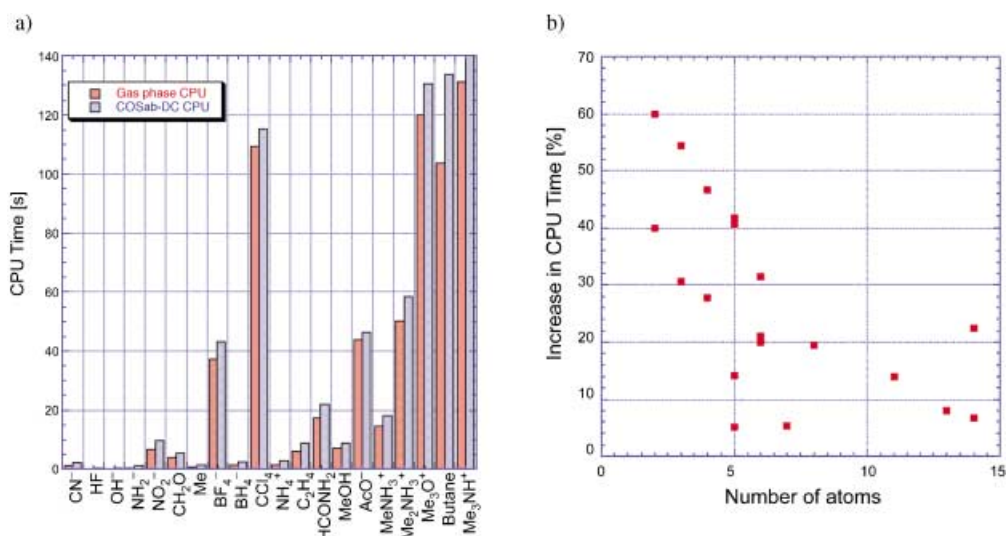 a)
140
120
100
80
60
40
20
0
CPU Time [s]
Gas phase CPU
COSab-DC CPU
CN⁻
HF
OH⁻
NH₂⁻
NO₂⁻
CH₂O
Me
BF₄⁻
BH₄⁻
CCl₄
NH₄⁺
C₂H₄
HCONH₂
MeOH
AcO⁻
MeNH₃⁺
Me₂NH₃⁺
Me₃O⁺
Butane
Me₃NH⁺
b)
70
60
50
40
30
20
10
0
Increase in CPU Time [%]
0 5 10 15
Number of atoms